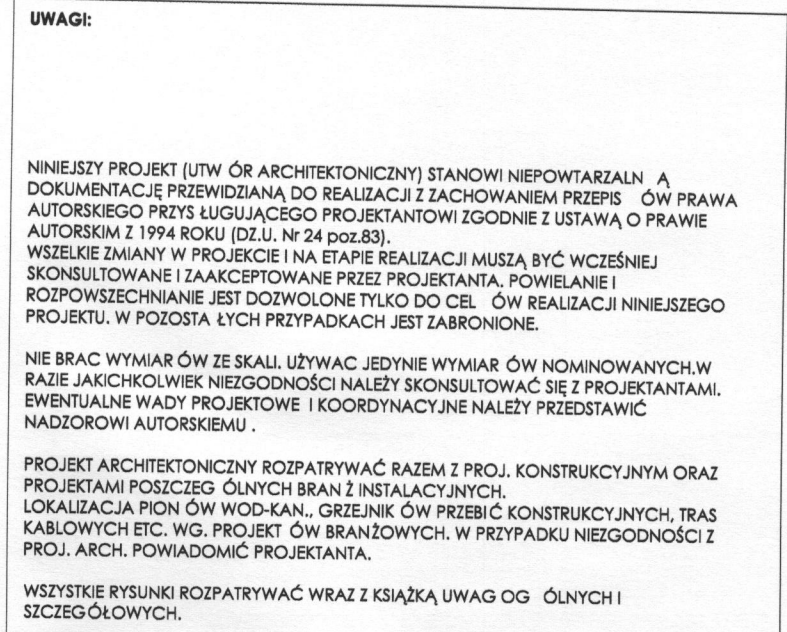 UWAGI:
NINIEJSZY PROJEKT (UTW ÓR ARCHITEKTONICZNY) STANOWI NIEPOWTARZALN Ą
DOKUMENTACJĘ PRZEWIDZIANĄ DO REALIZACJI Z ZACHOWANIEM PRZEPIS ÓW PRAWA
AUTORSKIEGO PRZYS ŁUGUJĄCEGO PROJEKTANTOWI ZGODNIE Z USTAWĄ O PRAWIE
AUTORSKIM Z 1994 ROKU (DZ.U. Nr 24 poz.83).
WSZELKIE ZMIANY W PROJEKCIE I NA ETAPIE REALIZACJI MUSZĄ BYĆ WCZEŚNIEJ
SKONSULTOWANE I ZAAKCEPTOWANE PRZEZ PROJEKTANTA. POWIELANIE I
ROZPOWSZECHNIANIE JEST DOZWOLONE TYLKO DO CEL ÓW REALIZACJI NINIEJSZEGO
PROJEKTU. W POZOSTA ŁYCH PRZYPADKACH JEST ZABRONIONE.
NIE BRAC WYMIAR ÓW ZE SKALI. UŻYWAC JEDYNIE WYMIAR ÓW NOMINOWANYCH.W
RAZIE JAKICHKOLWIEK NIEZGODNOŚCI NALEŻY SKONSULTOWAĆ SIĘ Z PROJEKTANTAMI.
EWENTUALNE WADY PROJEKTOWE I KOORDYNACYJNE NALEŻY PRZEDSTAWIĆ
NADZOROWI AUTORSKIEMU .
PROJEKT ARCHITEKTONICZNY ROZPATRYWAĆ RAZEM Z PROJ. KONSTRUKCYJNYM ORAZ
PROJEKTAMI POSZCZEG ÓLNYCH BRAN Ż INSTALACYJNYCH.
LOKALIZACJA PION ÓW WOD-KAN., GRZEJNIK ÓW PRZEBI Ć KONSTRUKCYJNYCH, TRAS
KABLOWYCH ETC. WG. PROJEKT ÓW BRANŻOWYCH. W PRZYPADKU NIEZGODNOŚCI Z
PROJ. ARCH. POWIADOMIĆ PROJEKTANTA.
WSZYSTKIE RYSUNKI ROZPATRYWAĆ WRAZ Z KSIĄŻKĄ UWAG OG ÓLNYCH I
SZCZEGÓŁOWYCH.